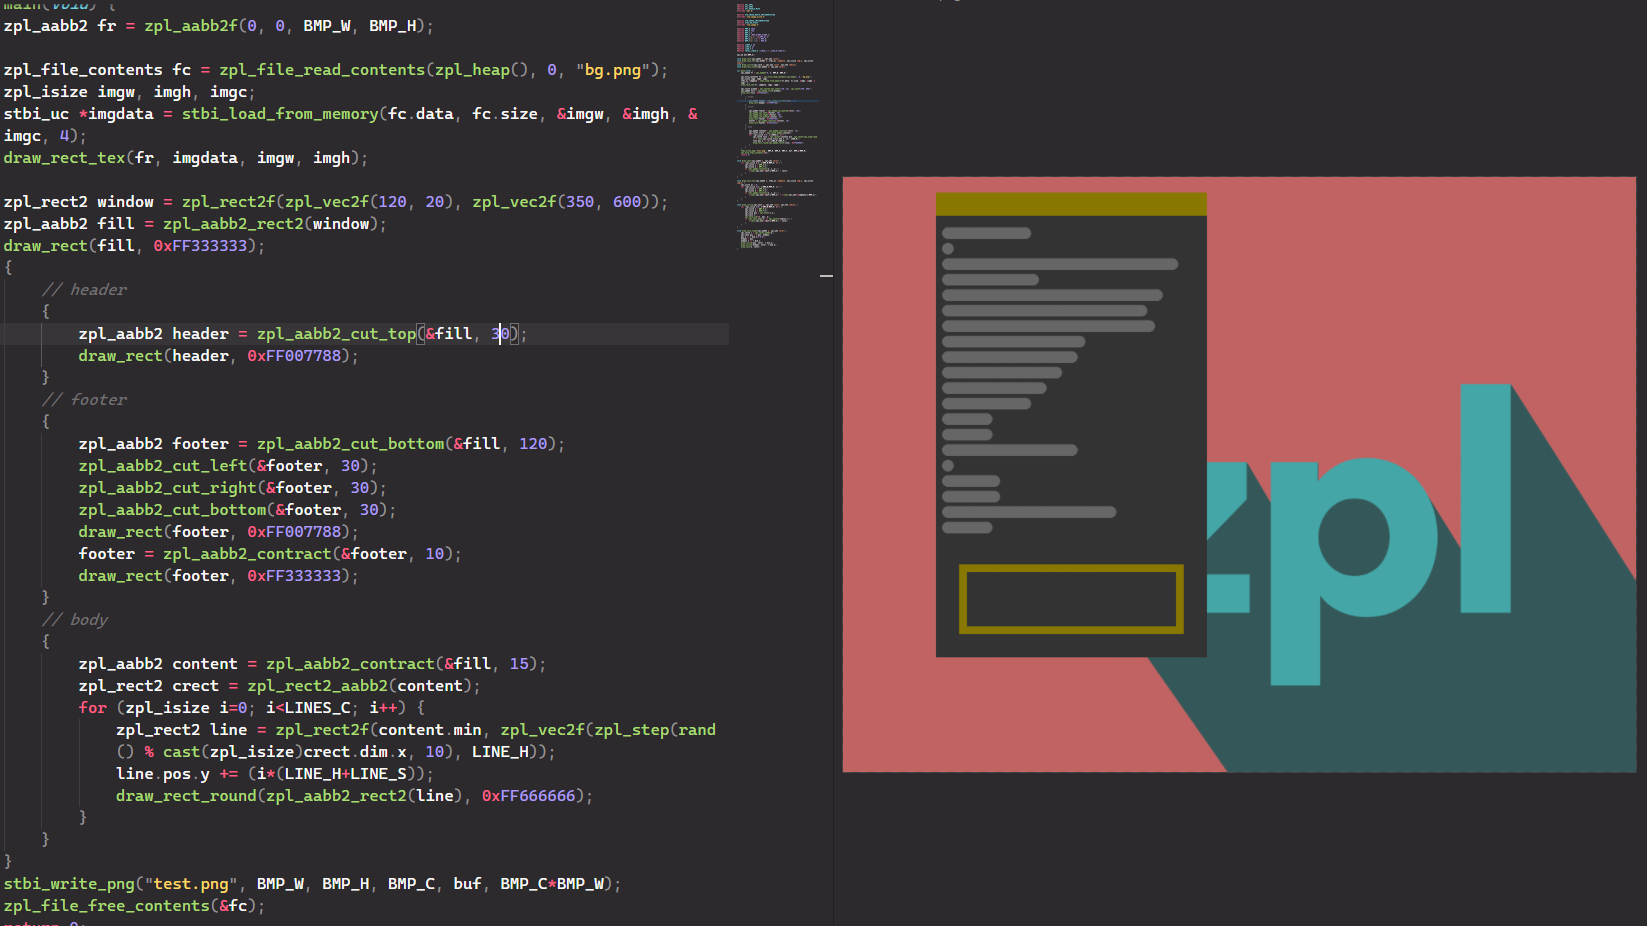 main(void) {
zpl_aabb2 fr = zpl_aabb2f(0, 0, BMP_W, BMP_H);
zpl_file_contents fc = zpl_file_read_contents(zpl_heap(), 0, "bg.png");
zpl_isize imgw, imgh, imgc;
stbi_uc *imgdata = stbi_load_from_memory(fc.data, fc.size, &imgw, &imgh, &
imgc, 4);
draw_rect_tex(fr, imgdata, imgw, imgh);
zpl_rect2 window = zpl_rect2f(zpl_vec2f(120, 20), zpl_vec2f(350, 600));
zpl_aabb2 fill = zpl_aabb2_rect2(window);
draw_rect(fill, 0xFF333333);
{
// header
{
zpl_aabb2 header = zpl_aabb2_cut_top(&fill, 30);
draw_rect(header, 0xFF007788);
}
// footer
{
zpl_aabb2 footer = zpl_aabb2_cut_bottom(&fill, 120);
zpl_aabb2_cut_left(&footer, 30);
zpl_aabb2_cut_right(&footer, 30);
zpl_aabb2_cut_bottom(&footer, 30);
draw_rect(footer, 0xFF007788);
footer = zpl_aabb2_contract(&footer, 10);
draw_rect(footer, 0xFF333333);
}
// body
{
zpl_aabb2 content = zpl_aabb2_contract(&fill, 15);
zpl_rect2 crect = zpl_rect2_aabb2(content);
for (zpl_isize i=0; i<LINES_C; i++) {
zpl_rect2 line = zpl_rect2f(content.min, zpl_vec2f(zpl_step(rand
() % cast(zpl_isize)crect.dim.x, 10), LINE_H));
line.pos.y += (i*(LINE_H+LINE_S));
draw_rect_round(zpl_aabb2_rect2(line), 0xFF666666);
}
}
}
stbi_write_png("test.png", BMP_W, BMP_H, BMP_C, buf, BMP_C*BMP_W);
zpl_file_free_contents(&fc);
return 0;
zpl